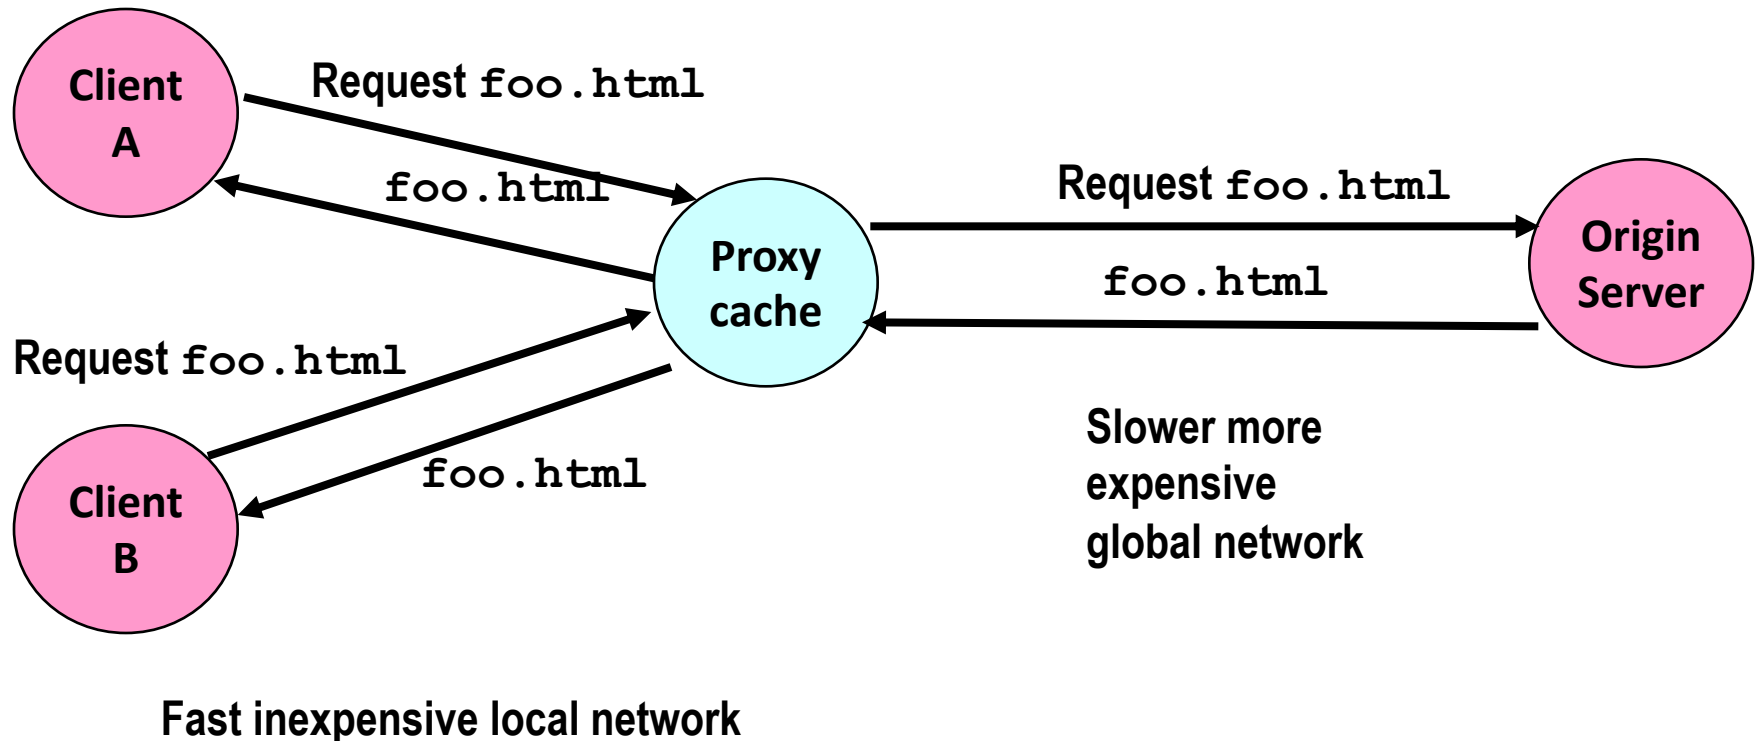 Client
A
Request foo.html
foo.html
Request foo.html
Origin
Server
Proxy
cache
foo.html
Request foo.html
foo.html
Client
B
Slower more
expensive
global network
Fast inexpensive local network